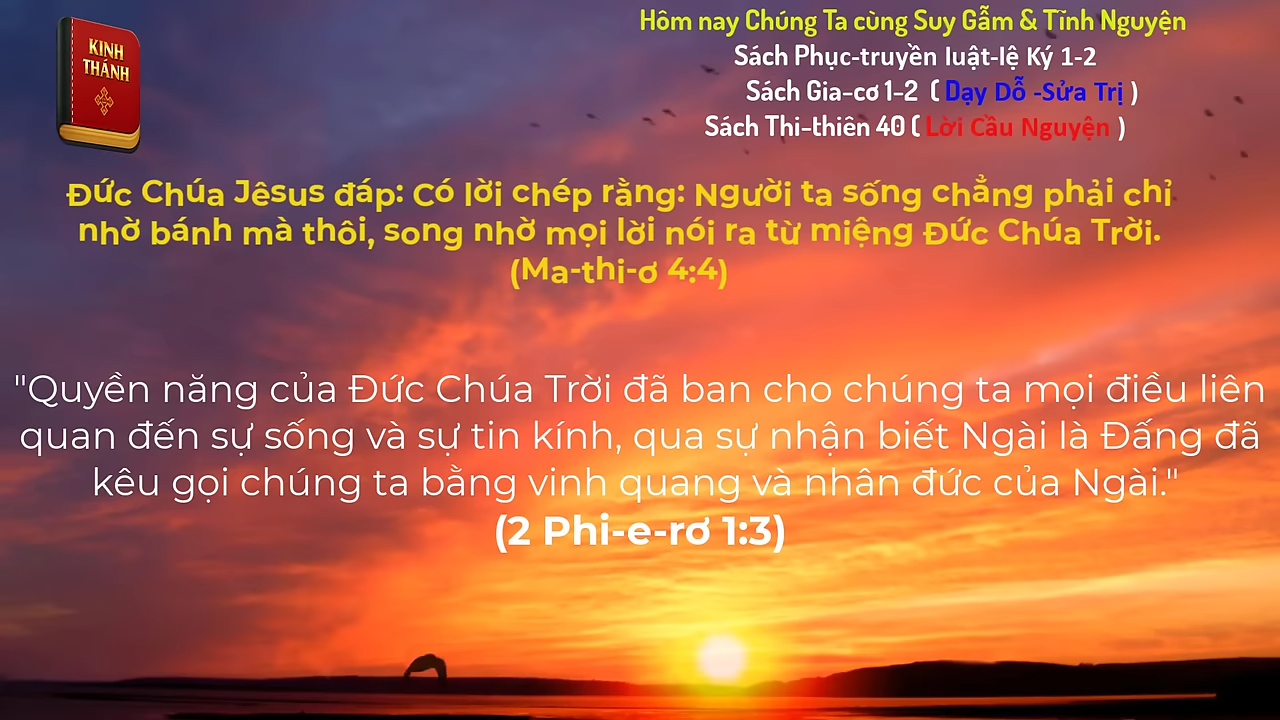 KINH
THÁNH
Hôm nay Chúng Ta cùng Suy Gẫm & Tĩnh Nguyện
Sách Phục-truyền luật-lệ Ký 1-2
Sách Gia-cơ 1-2 ( Dạy Dỗ -Sửa Trị )
Sách Thi-thiên 40 ( Lời Cầu Nguyện )
Đức Chúa Jêsus đáp: Có lời chép rằng: Người ta sống chẳng phải chỉ
nhờ bánh mà thôi, song nhờ mọi lời nói ra từ miệng Đức Chúa Trời.
(Ma-thi-ơ 4:4)
"Quyền năng của Đức Chúa Trời đã ban cho chúng ta mọi điều liên
quan đến sự sống và sự tin kính, qua sự nhận biết Ngài là Đấng đã
kêu gọi chúng ta bằng vinh quang và nhân đức của Ngài."
(2 Phi-e-rơ 1:3)